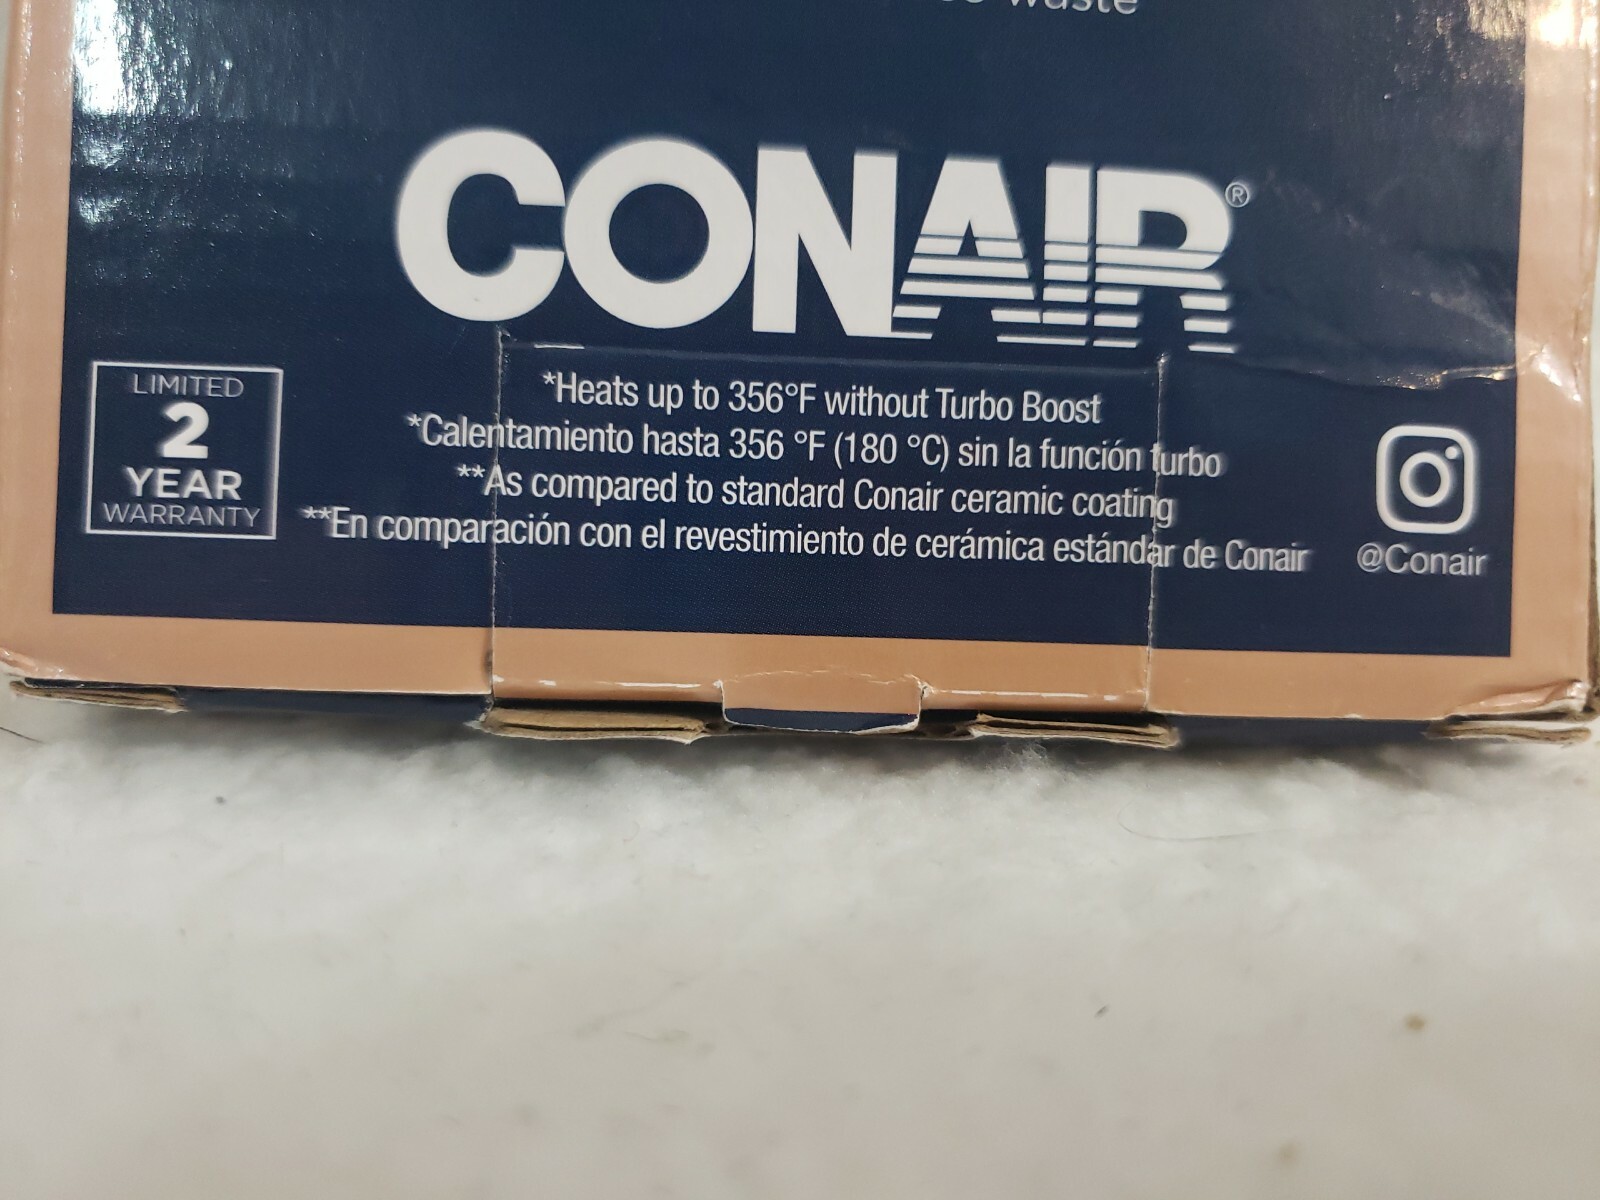 waste
CONAIR®
LIMITED
2
YEAR
WARRANTY
*Heats up to 356°F without Turbo Boost
*Calentamiento hasta 356 °F (180 °C) sin la función turbo
**As compared to standard Conair ceramic coating
**En comparación con el revestimiento de cerámica estándar de Conair
@Conair